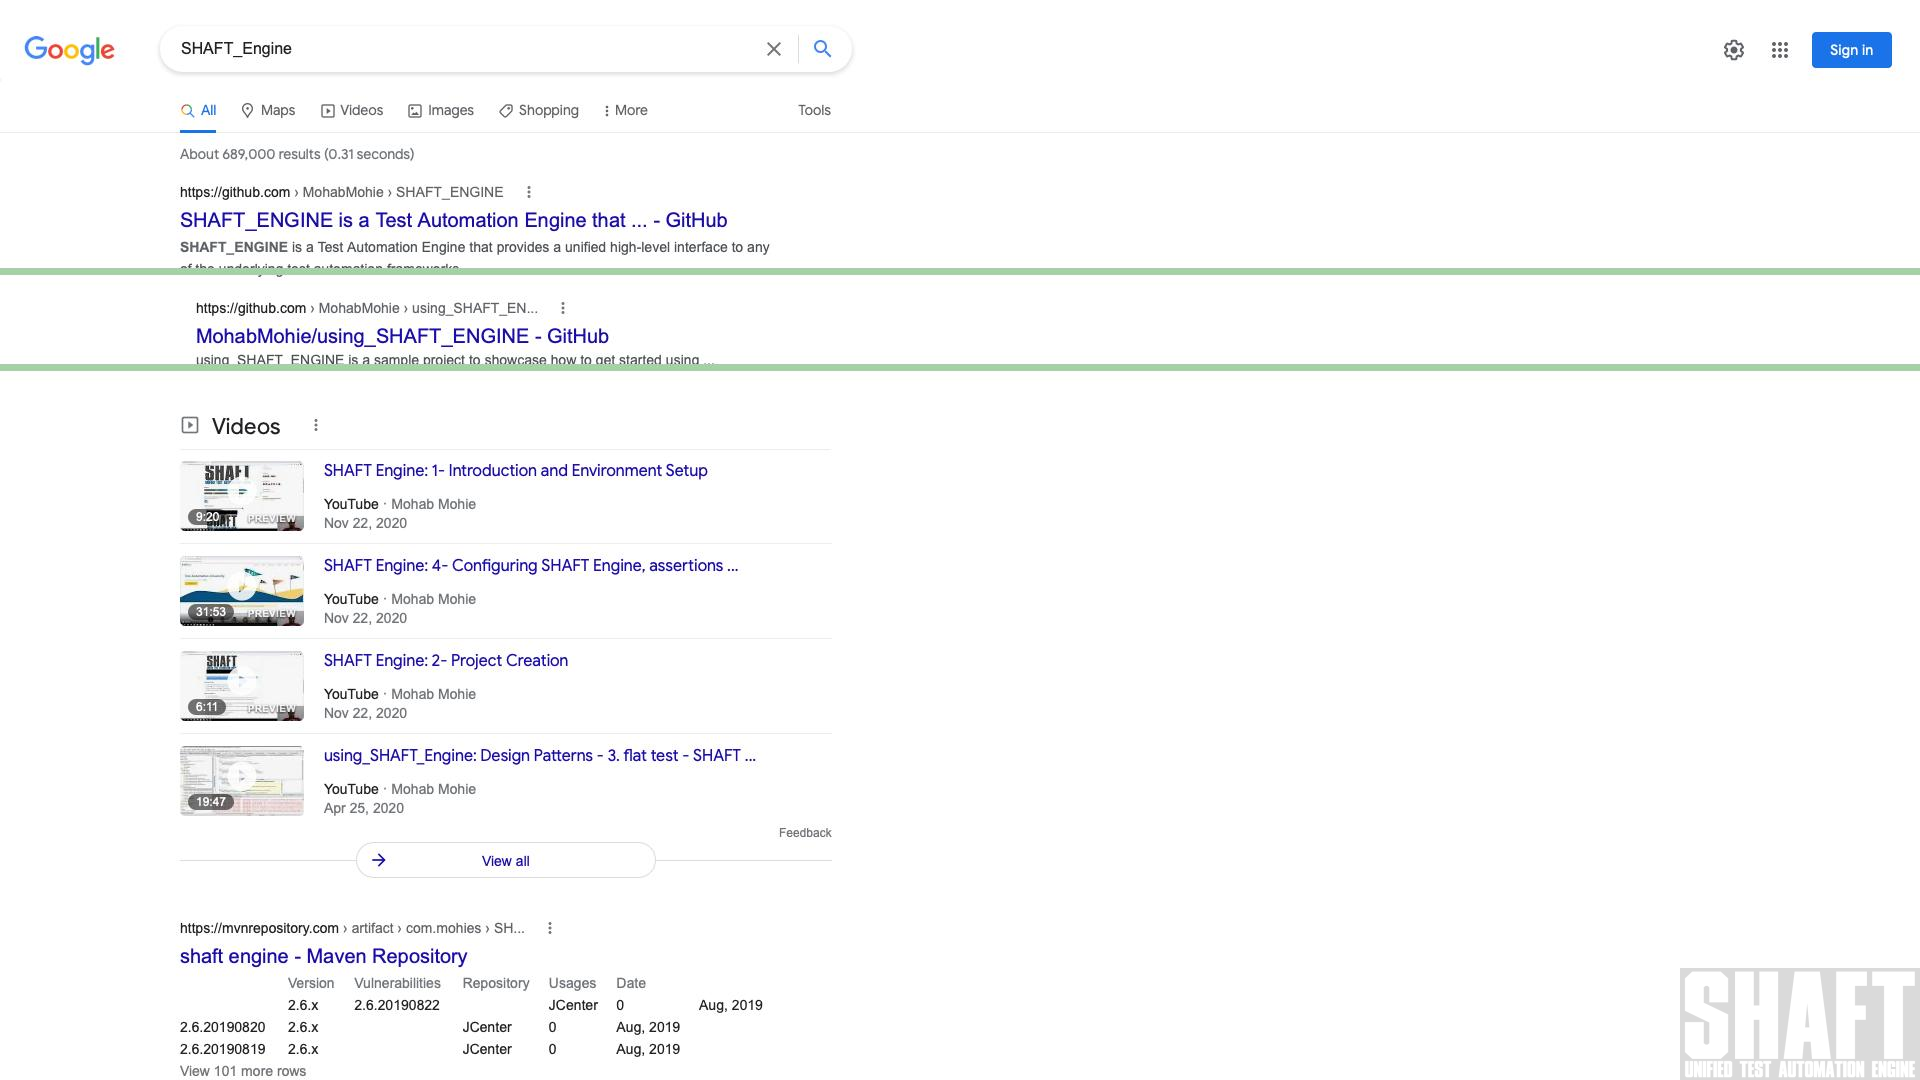 Google
SHAFT_Engine
Sign in
All
Maps
Videos
Images
Shopping
More
Tools
About 689,000 results (0.31 seconds)
https://github.com › MohabMohie › SHAFT_ENGINE
SHAFT_ENGINE is a Test Automation Engine that ... - GitHub
SHAFT_ENGINE is a Test Automation Engine that provides a unified high-level interface to any
of the underlying test automation frameworks.
https://github.com › MohabMohie › using_SHAFT_EN...
MohabMohie/using_SHAFT_ENGINE - GitHub
using_SHAFT_ENGINE is a sample project to showcase how to get started using ...
Videos
SHAFT
9:20
PREVIEW
SHAFT Engine: 1- Introduction and Environment Setup
YouTube · Mohab Mohie
Nov 22, 2020
31:53
PREVIEW
SHAFT Engine: 4- Configuring SHAFT Engine, assertions ...
YouTube · Mohab Mohie
Nov 22, 2020
SHAFT
6:11
PREVIEW
SHAFT Engine: 2- Project Creation
YouTube · Mohab Mohie
Nov 22, 2020
19:47
using_SHAFT_Engine: Design Patterns - 3. flat test - SHAFT ...
YouTube · Mohab Mohie
Apr 25, 2020
Feedback
View all
https://mvnrepository.com › artifact › com.mohies › SH...
shaft engine - Maven Repository
Version Vulnerabilities Repository Usages Date
2.6.x 2.6.20190822 JCenter 0 Aug, 2019
2.6.20190820 2.6.x JCenter 0 Aug, 2019
2.6.20190819 2.6.x JCenter 0 Aug, 2019
View 101 more rows
SHAFT
UNIFIED TEST AUTOMATION ENGINE